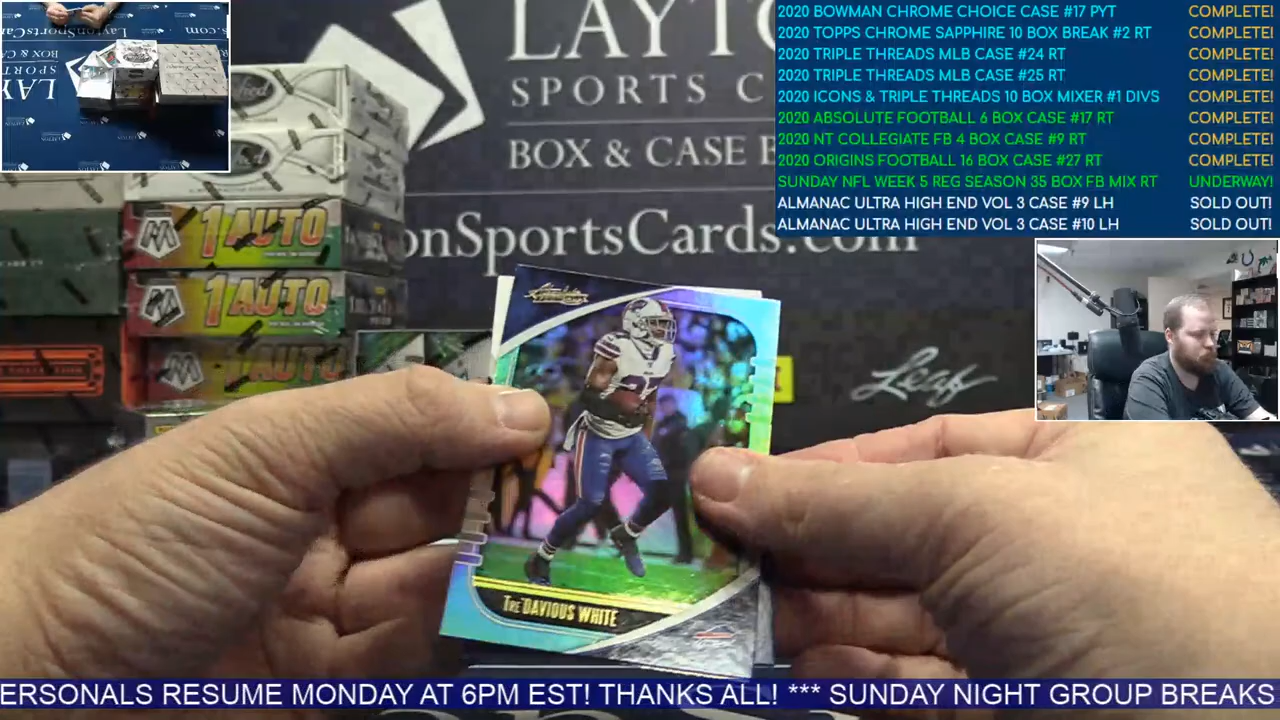 2020 BOWMAN CHROME CHOICE CASE #17 PYT COMPLETE!
2020 TOPPS CHROME SAPPHIRE 10 BOX BREAK #2 RT COMPLETE!
2020 TRIPLE THREADS MLB CASE #24 RT COMPLETE!
2020 TRIPLE THREADS MLB CASE #25 RT COMPLETE!
2020 ICONS & TRIPLE THREADS 10 BOX MIXER #1 DIVS COMPLETE!
2020 ABSOLUTE FOOTBALL 6 BOX CASE #17 RT COMPLETE!
2020 NT COLLEGIATE FB 4 BOX CASE #9 RT COMPLETE!
2020 ORIGINS FOOTBALL 16 BOX CASE #27 RT COMPLETE!
SUNDAY NFL WEEK 5 REG SEASON 35 BOX FB MIX RT UNDERWAY!
ALMANAC ULTRA HIGH END VOL 3 CASE #9 LH SOLD OUT!
ALMANAC ULTRA HIGH END VOL 3 CASE #10 LH SOLD OUT!
LAYTO
SPORTS C
BOX & CASE B
onSportsCards.com
1 AUTO
1 AUTO
Leaf
TRE'DAVIOUS WHITE
ERSONALS RESUME MONDAY AT 6PM EST! THANKS ALL! *** SUNDAY NIGHT GROUP BREAKS